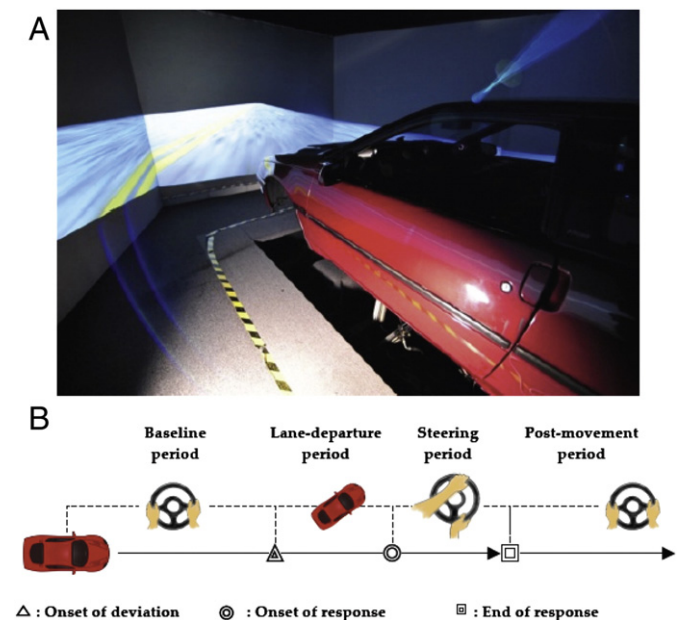 A
B
Baseline period
Lane-departure period
Steering period
Post-movement period
: Onset of deviation
: Onset of response
: End of response